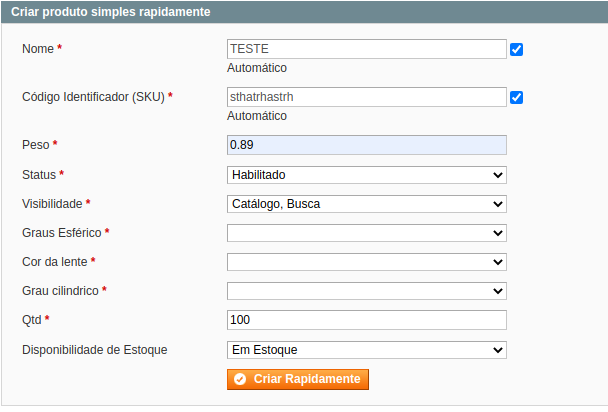 Criar produto simples rapidamente
Nome * TESTE
Automático
Código Identificador (SKU) * sthatrhastrh
Automático
Peso * 0.89
Status * Habilitado
Visibilidade * Catálogo, Busca
Graus Esférico *
Cor da lente *
Grau cilindrico *
Qtd * 100
Disponibilidade de Estoque Em Estoque
Criar Rapidamente